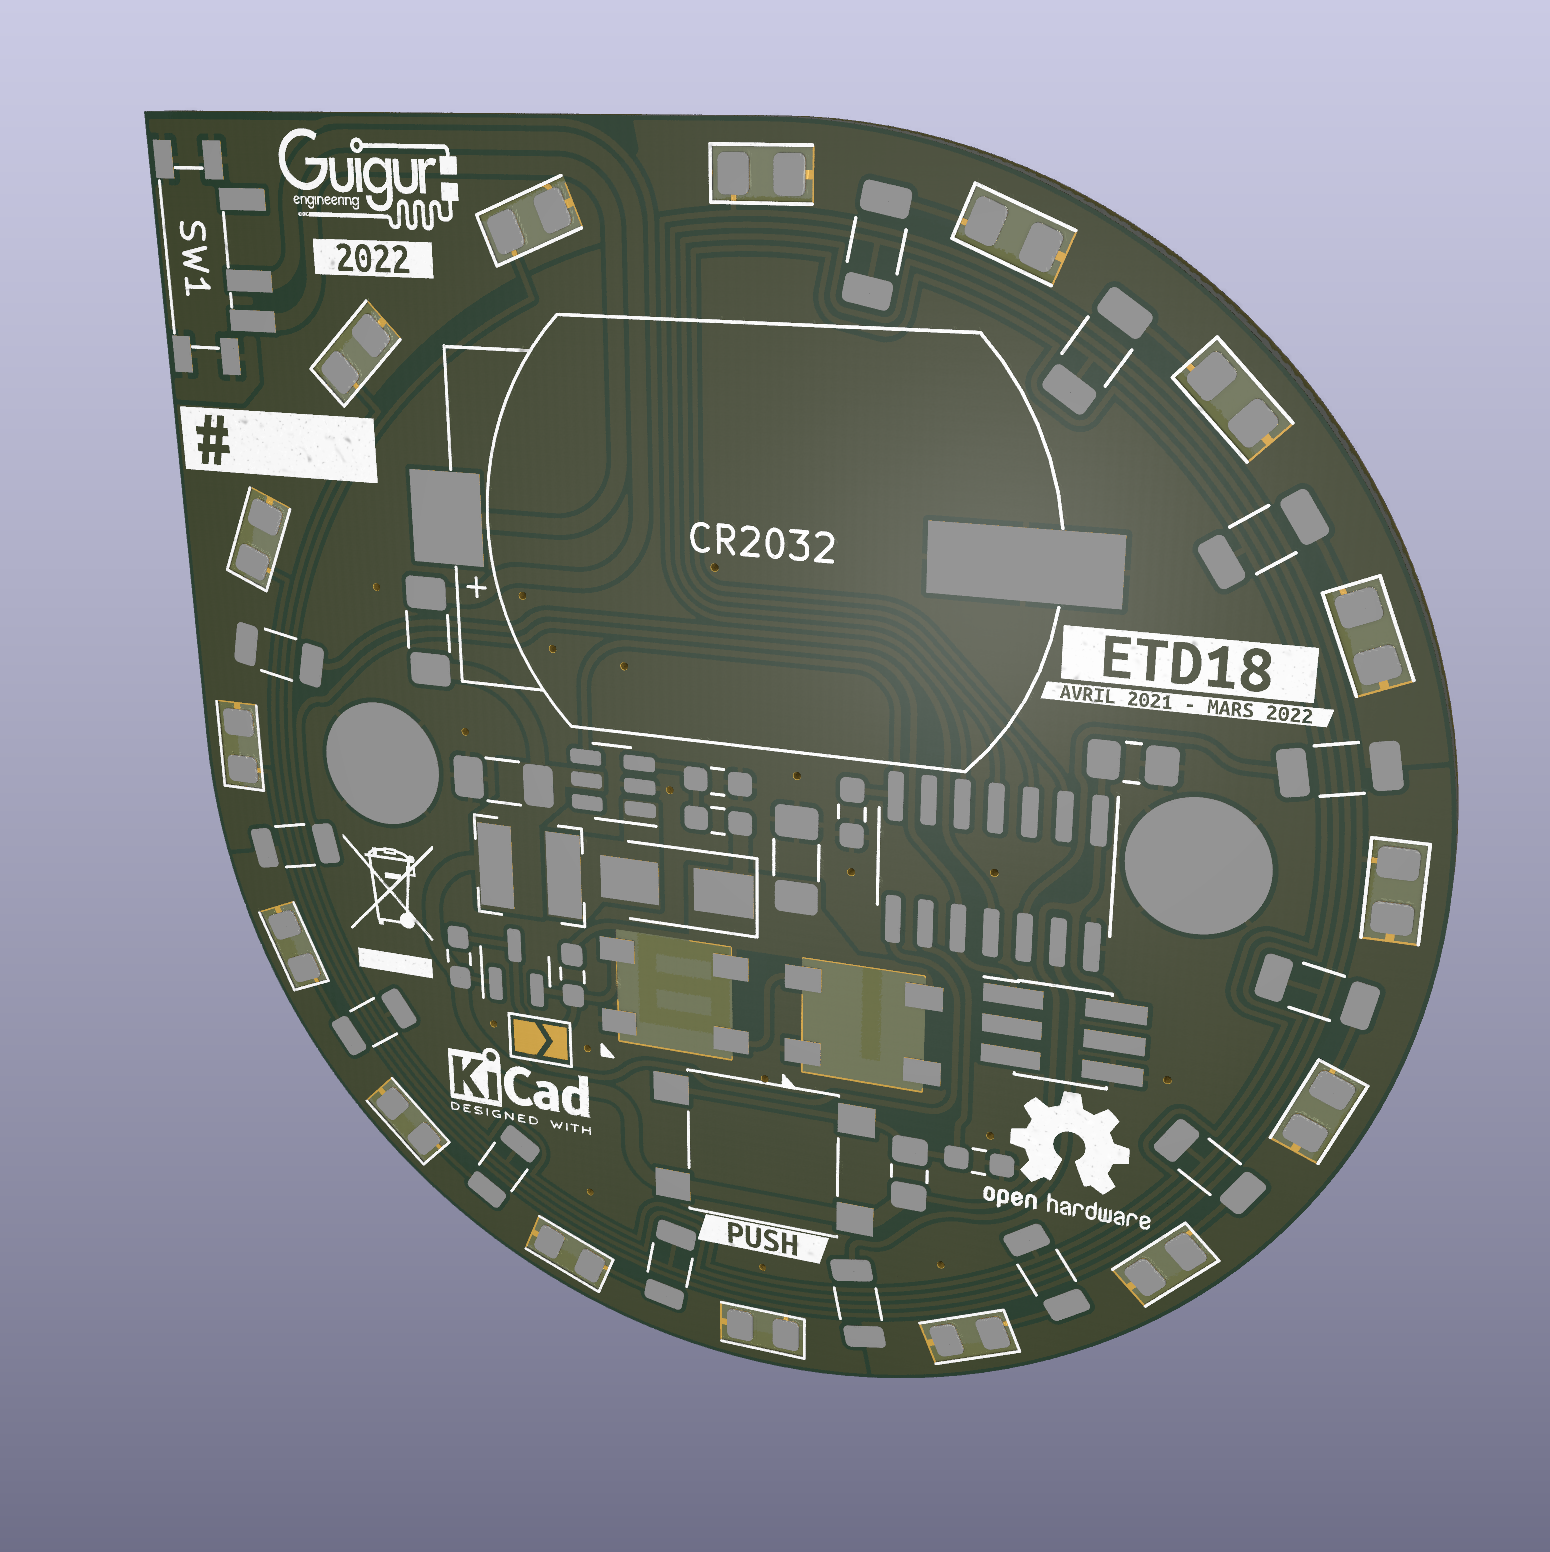 Guigur
engineering
2022
SW1
#
CR2032
+
ETD18
AVRIL 2021 - MARS 2022
KiCad
DESIGNED WITH
PUSH
open hardware